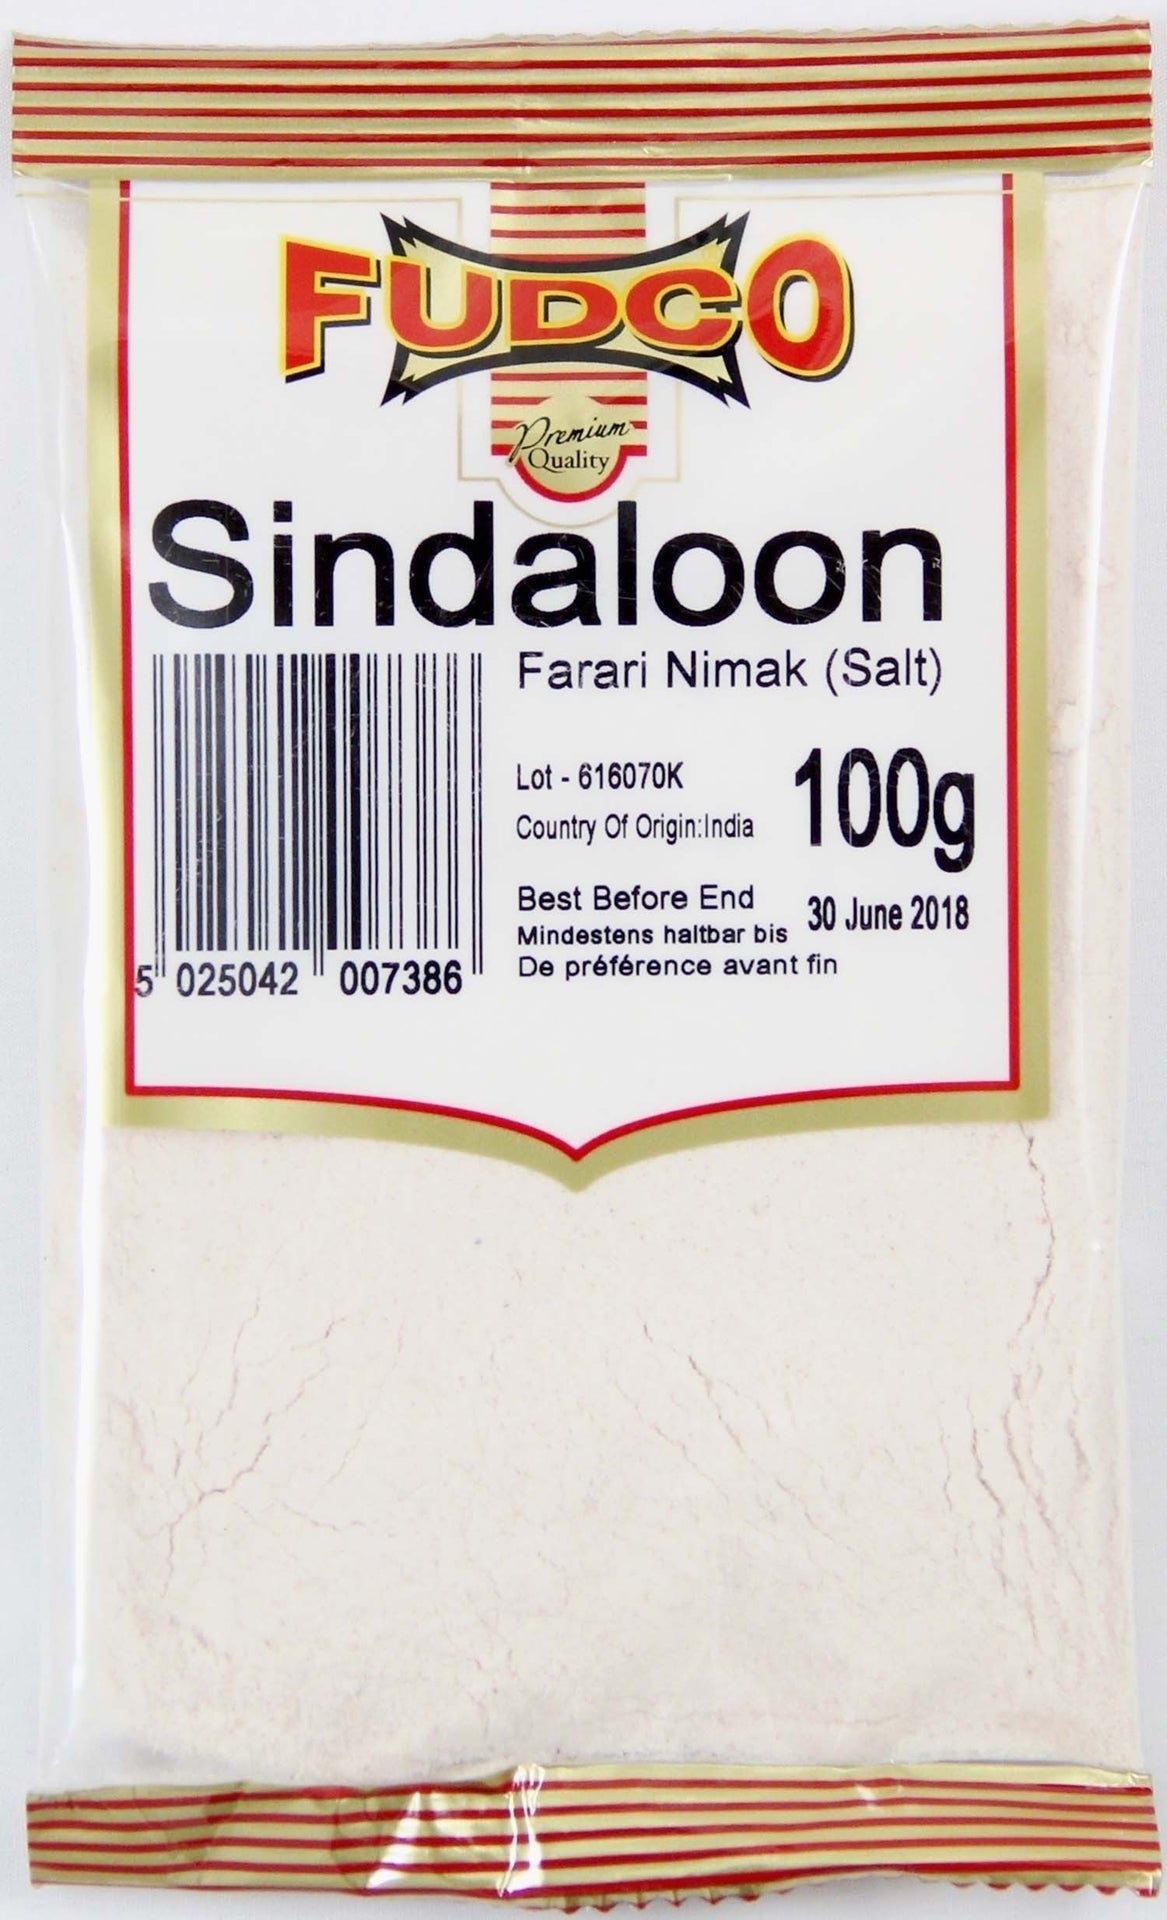 FUDCO
Premium
Quality
Sindaloon
Farari Nimak (Salt)
Lot - 616070K
100g
Country Of Origin:India
Best Before End
30 June 2018
Mindestens haltbar bis
De préférence avant fin
5 025042 007386